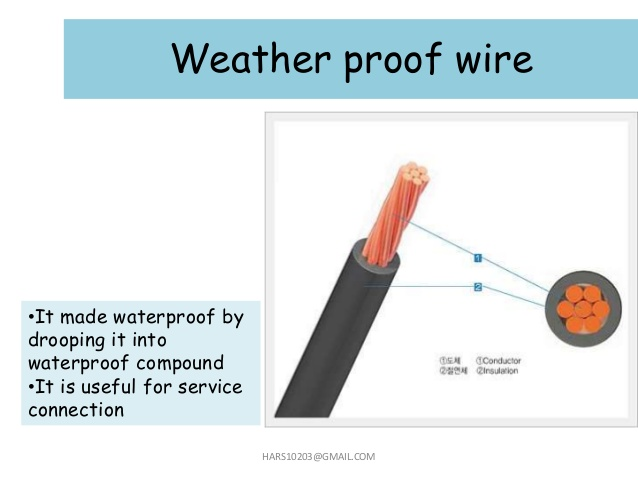 Weather proof wire
•It made waterproof by
drooping it into
waterproof compound
•It is useful for service
connection
1
2
①도체 ①Conductor
②절연체 ②Insulation
HARS10203@GMAIL.COM